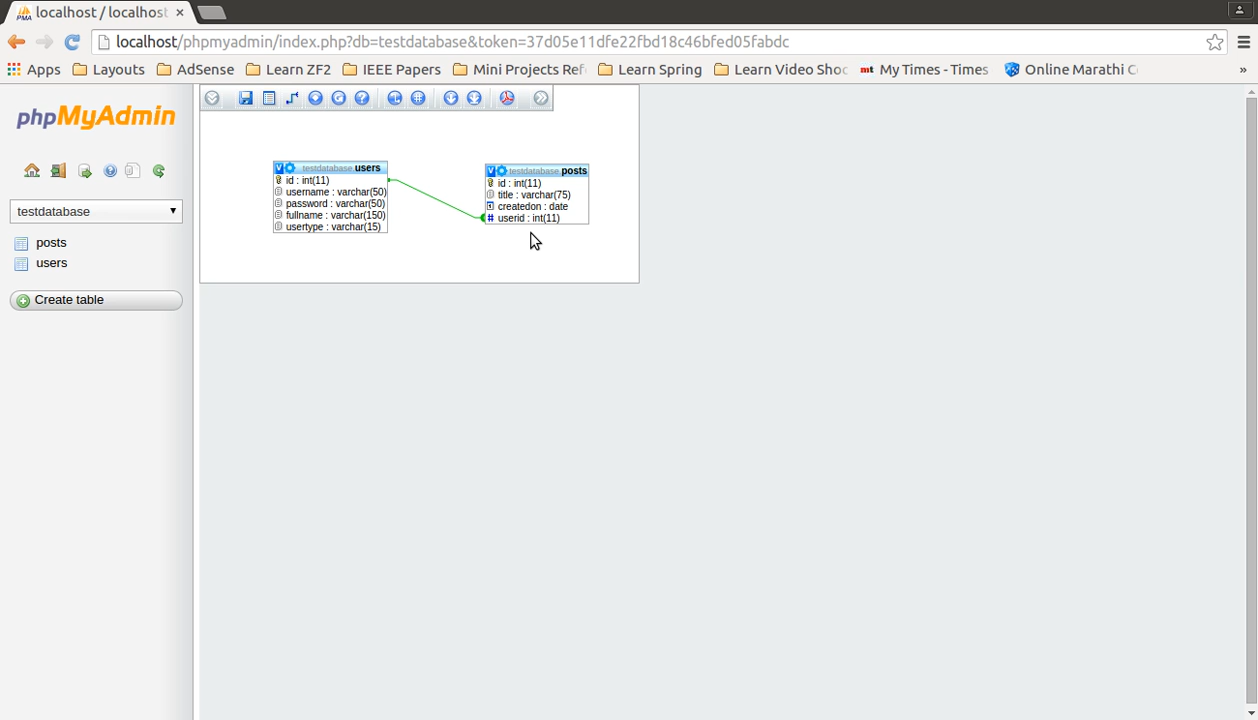 localhost / localhost
localhost/phpmyadmin/index.php?db=testdatabase&token=37d05e11dfe22fbd18c46bfed05fabdc
Apps Layouts AdSense Learn ZF2 IEEE Papers Mini Projects Ref Learn Spring Learn Video Shoo mt My Times - Times Online Marathi C »
phpMyAdmin
testdatabase
posts
users
Create table
testdatabase users
id : int(11)
username : varchar(50)
password : varchar(50)
fullname : varchar(150)
usertype : varchar(15)
testdatabase posts
id : int(11)
title : varchar(75)
createdon : date
# userid : int(11)